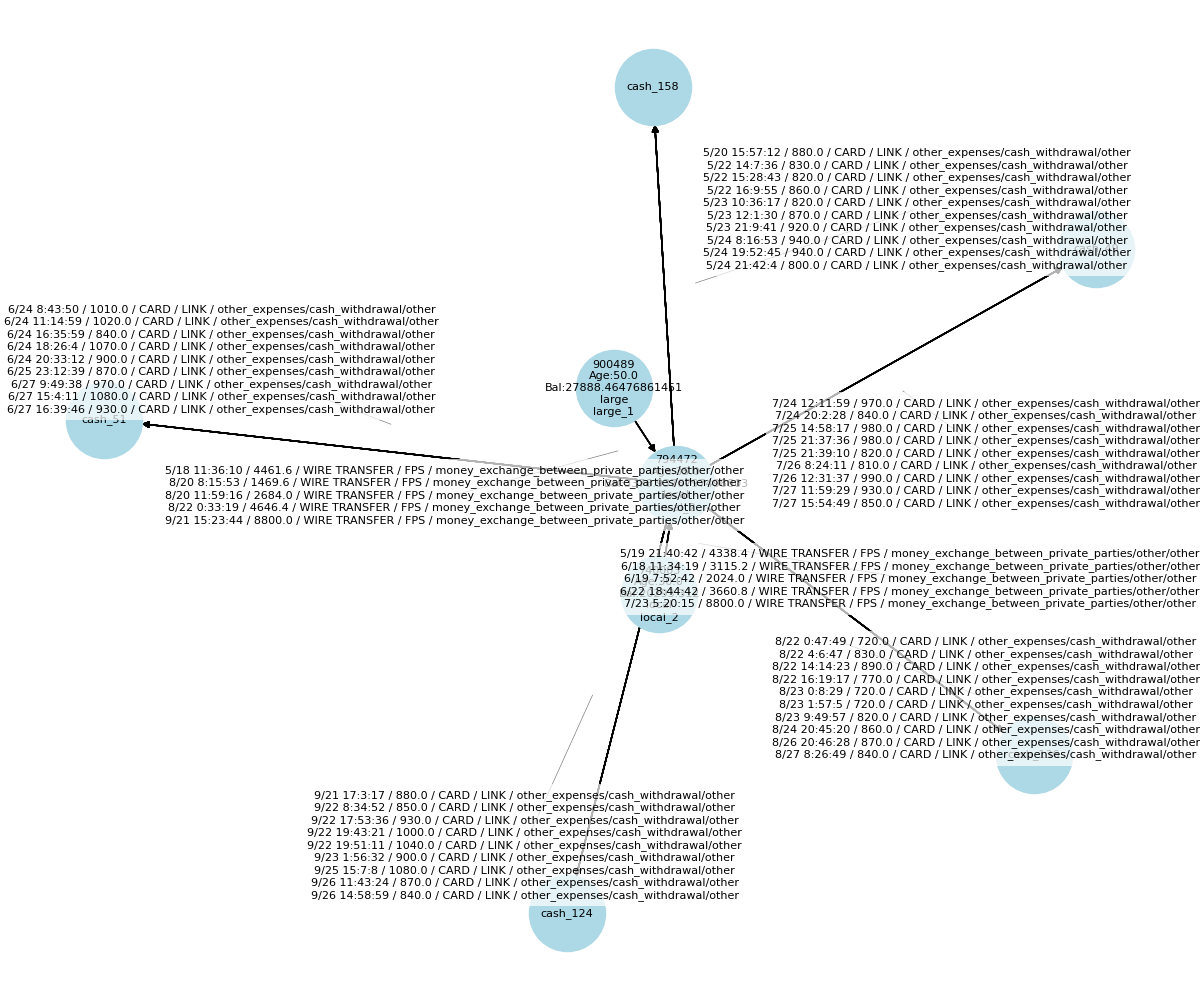 cash_158
5/20 15:57:12 / 880.0 / CARD / LINK / other_expenses/cash_withdrawal/other
5/22 14:7:36 / 830.0 / CARD / LINK / other_expenses/cash_withdrawal/other
5/22 15:28:43 / 820.0 / CARD / LINK / other_expenses/cash_withdrawal/other
5/22 16:9:55 / 860.0 / CARD / LINK / other_expenses/cash_withdrawal/other
5/23 10:36:17 / 820.0 / CARD / LINK / other_expenses/cash_withdrawal/other
5/23 12:1:30 / 870.0 / CARD / LINK / other_expenses/cash_withdrawal/other
5/23 21:9:41 / 920.0 / CARD / LINK / other_expenses/cash_withdrawal/other
5/24 8:16:53 / 940.0 / CARD / LINK / other_expenses/cash_withdrawal/other
5/24 19:52:45 / 940.0 / CARD / LINK / other_expenses/cash_withdrawal/other
5/24 21:42:4 / 800.0 / CARD / LINK / other_expenses/cash_withdrawal/other
6/24 8:43:50 / 1010.0 / CARD / LINK / other_expenses/cash_withdrawal/other
6/24 11:14:59 / 1020.0 / CARD / LINK / other_expenses/cash_withdrawal/other
6/24 16:35:59 / 840.0 / CARD / LINK / other_expenses/cash_withdrawal/other
6/24 18:26:4 / 1070.0 / CARD / LINK / other_expenses/cash_withdrawal/other
6/24 20:33:12 / 900.0 / CARD / LINK / other_expenses/cash_withdrawal/other
6/25 23:12:39 / 870.0 / CARD / LINK / other_expenses/cash_withdrawal/other
6/27 9:49:38 / 970.0 / CARD / LINK / other_expenses/cash_withdrawal/other
6/27 15:4:11 / 1080.0 / CARD / LINK / other_expenses/cash_withdrawal/other
6/27 16:39:46 / 930.0 / CARD / LINK / other_expenses/cash_withdrawal/other
cash_51
900489
Age:50.0
Bal:27888.46476861451
large
large_1
7/24 12:11:59 / 970.0 / CARD / LINK / other_expenses/cash_withdrawal/other
7/24 20:2:28 / 840.0 / CARD / LINK / other_expenses/cash_withdrawal/other
7/25 14:58:17 / 980.0 / CARD / LINK / other_expenses/cash_withdrawal/other
7/25 21:37:36 / 980.0 / CARD / LINK / other_expenses/cash_withdrawal/other
7/25 21:39:10 / 820.0 / CARD / LINK / other_expenses/cash_withdrawal/other
7/26 8:24:11 / 810.0 / CARD / LINK / other_expenses/cash_withdrawal/other
7/26 12:31:37 / 990.0 / CARD / LINK / other_expenses/cash_withdrawal/other
7/27 11:59:29 / 930.0 / CARD / LINK / other_expenses/cash_withdrawal/other
7/27 15:54:49 / 850.0 / CARD / LINK / other_expenses/cash_withdrawal/other
794472
5/18 11:36:10 / 4461.6 / WIRE TRANSFER / FPS / money_exchange_between_private_parties/other/other
8/20 8:15:53 / 1469.6 / WIRE TRANSFER / FPS / money_exchange_between_private_parties/other/other
8/20 11:59:16 / 2684.0 / WIRE TRANSFER / FPS / money_exchange_between_private_parties/other/other
8/22 0:33:19 / 4646.4 / WIRE TRANSFER / FPS / money_exchange_between_private_parties/other/other
9/21 15:23:44 / 8800.0 / WIRE TRANSFER / FPS / money_exchange_between_private_parties/other/other
5/19 21:40:42 / 4338.4 / WIRE TRANSFER / FPS / money_exchange_between_private_parties/other/other
6/18 11:34:19 / 3115.2 / WIRE TRANSFER / FPS / money_exchange_between_private_parties/other/other
6/19 7:52:42 / 2024.0 / WIRE TRANSFER / FPS / money_exchange_between_private_parties/other/other
6/22 18:44:42 / 3660.8 / WIRE TRANSFER / FPS / money_exchange_between_private_parties/other/other
7/23 5:20:15 / 8800.0 / WIRE TRANSFER / FPS / money_exchange_between_private_parties/other/other
local_2
8/22 0:47:49 / 720.0 / CARD / LINK / other_expenses/cash_withdrawal/other
8/22 4:6:47 / 830.0 / CARD / LINK / other_expenses/cash_withdrawal/other
8/22 14:14:23 / 890.0 / CARD / LINK / other_expenses/cash_withdrawal/other
8/22 16:19:17 / 770.0 / CARD / LINK / other_expenses/cash_withdrawal/other
8/23 0:8:29 / 720.0 / CARD / LINK / other_expenses/cash_withdrawal/other
8/23 1:57:5 / 720.0 / CARD / LINK / other_expenses/cash_withdrawal/other
8/23 9:49:57 / 820.0 / CARD / LINK / other_expenses/cash_withdrawal/other
8/24 20:45:20 / 860.0 / CARD / LINK / other_expenses/cash_withdrawal/other
8/26 20:46:28 / 870.0 / CARD / LINK / other_expenses/cash_withdrawal/other
8/27 8:26:49 / 840.0 / CARD / LINK / other_expenses/cash_withdrawal/other
9/21 17:3:17 / 880.0 / CARD / LINK / other_expenses/cash_withdrawal/other
9/22 8:34:52 / 850.0 / CARD / LINK / other_expenses/cash_withdrawal/other
9/22 17:53:36 / 930.0 / CARD / LINK / other_expenses/cash_withdrawal/other
9/22 19:43:21 / 1000.0 / CARD / LINK / other_expenses/cash_withdrawal/other
9/22 19:51:11 / 1040.0 / CARD / LINK / other_expenses/cash_withdrawal/other
9/23 1:56:32 / 900.0 / CARD / LINK / other_expenses/cash_withdrawal/other
9/25 15:7:8 / 1080.0 / CARD / LINK / other_expenses/cash_withdrawal/other
9/26 11:43:24 / 870.0 / CARD / LINK / other_expenses/cash_withdrawal/other
9/26 14:58:59 / 840.0 / CARD / LINK / other_expenses/cash_withdrawal/other
cash_124